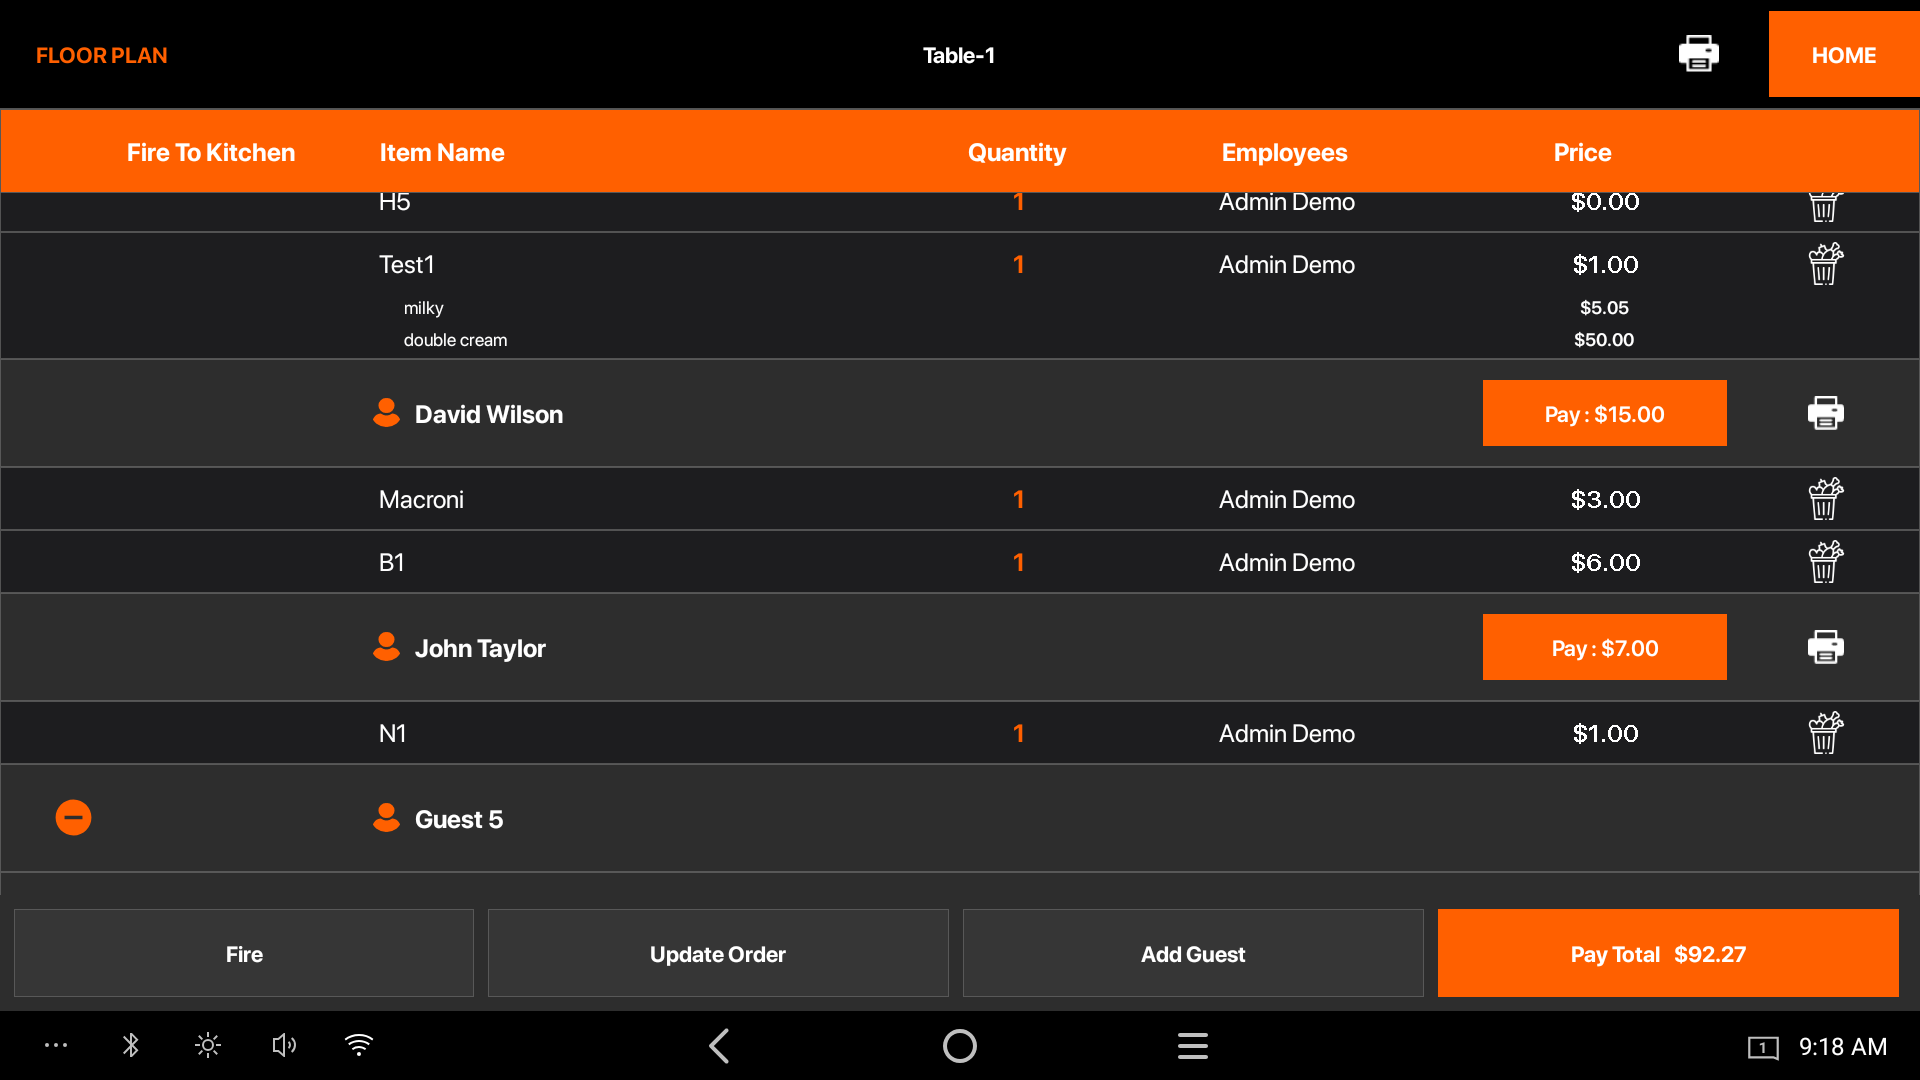 FLOOR PLAN
Table-1
HOME
Fire To Kitchen Item Name Quantity Employees Price
H5 1 Admin Demo $0.00
Test1 1 Admin Demo $1.00
milky $5.05
double cream $50.00
David Wilson Pay : $15.00
Macroni 1 Admin Demo $3.00
B1 1 Admin Demo $6.00
John Taylor Pay : $7.00
N1 1 Admin Demo $1.00
Guest 5
Fire Update Order Add Guest Pay Total $92.27
1 9:18 AM